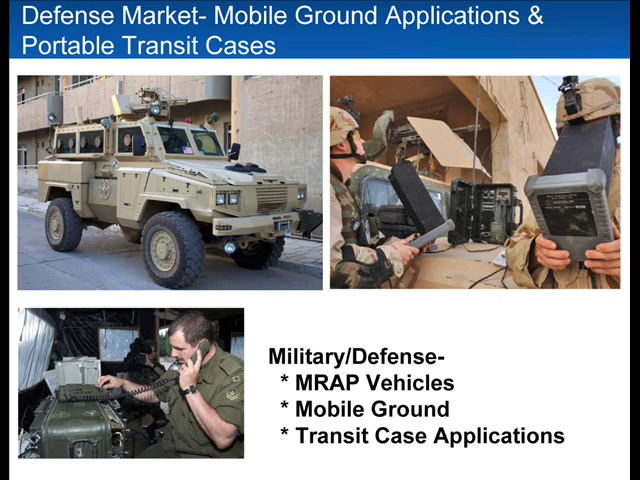 Defense Market- Mobile Ground Applications &
Portable Transit Cases
Military/Defense-
* MRAP Vehicles
* Mobile Ground
* Transit Case Applications